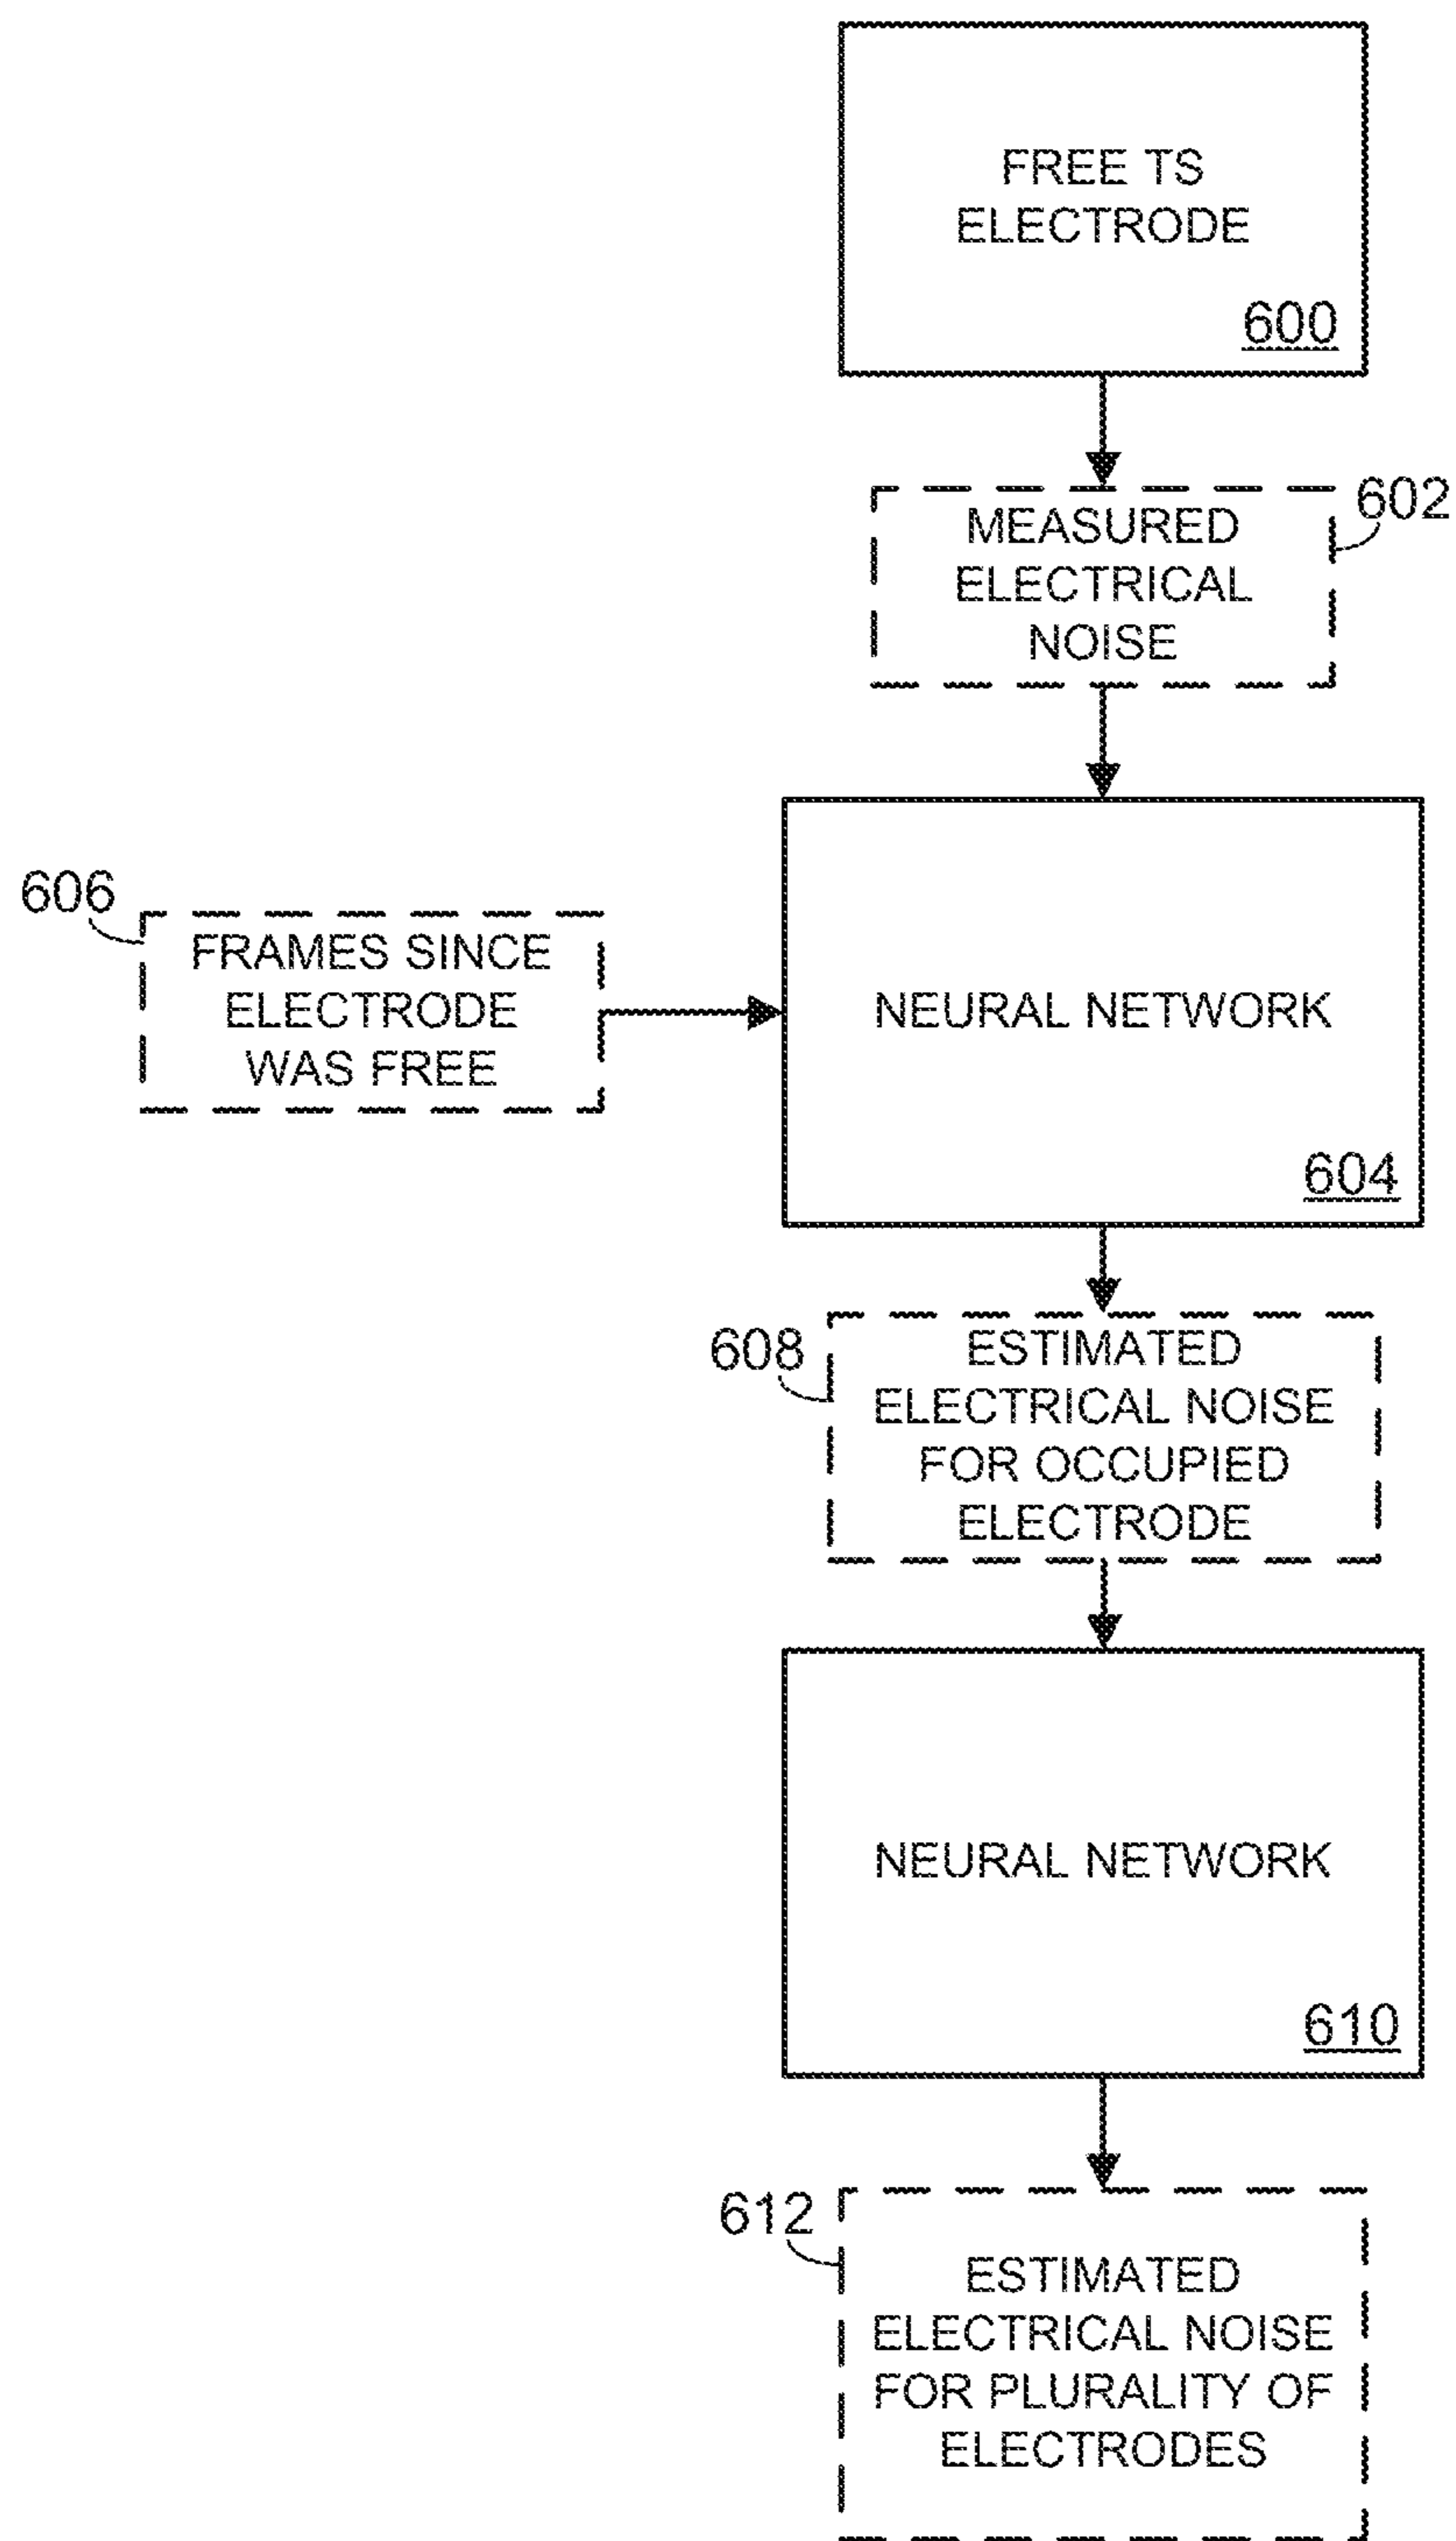 FREE TS
ELECTRODE
600
602
MEASURED
ELECTRICAL
NOISE
606
FRAMES SINCE
ELECTRODE
WAS FREE
NEURAL NETWORK
604
608
ESTIMATED
ELECTRICAL NOISE
FOR OCCUPIED
ELECTRODE
NEURAL NETWORK
610
612
ESTIMATED
ELECTRICAL NOISE
FOR PLURALITY OF
ELECTRODES